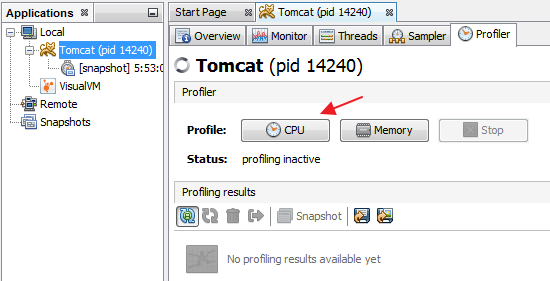 Applications
Local
Tomcat (pid 14240)
[snapshot] 5:53:0
VisualVM
Remote
Snapshots
Start Page
Tomcat (pid 14240)
Overview
Monitor
Threads
Sampler
Profiler
Tomcat (pid 14240)
Profiler
Profile:
CPU
Memory
Stop
Status:
profiling inactive
Profiling results
Snapshot
No profiling results available yet